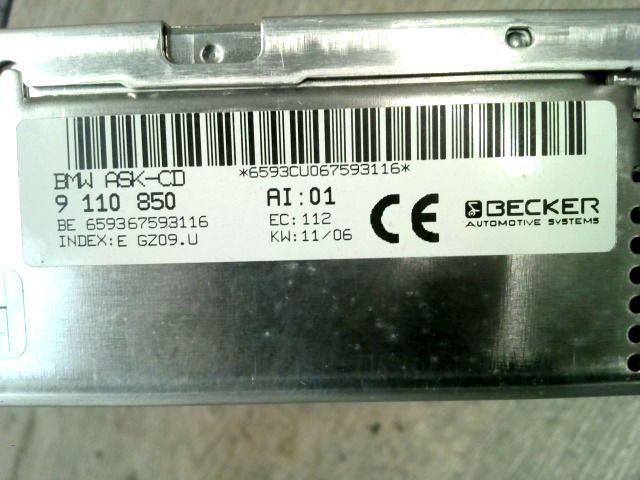 *6593CU067593116*
BMW ASK-CD
9 110 850
BE 659367593116
INDEX:E GZ09.U
AI:01
EC:112
KW:11/06
CE
BECKER
AUTOMOTIVE SYSTEMS